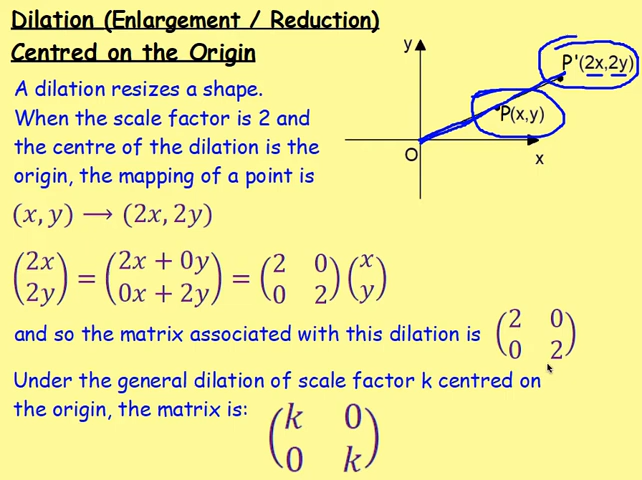 Dilation (Enlargement / Reduction)
Centred on the Origin
A dilation resizes a shape.
When the scale factor is 2 and
the centre of the dilation is the
origin, the mapping of a point is
(x, y) ⟶ (2x, 2y)
y
P'(2x,2y)
P(x,y)
O
x
(2x 2y) = (2x + 0y 0x + 2y) = (2 0 0 2)(x y)
and so the matrix associated with this dilation is (2 0 0 2)
Under the general dilation of scale factor k centred on
the origin, the matrix is: (k 0 0 k)